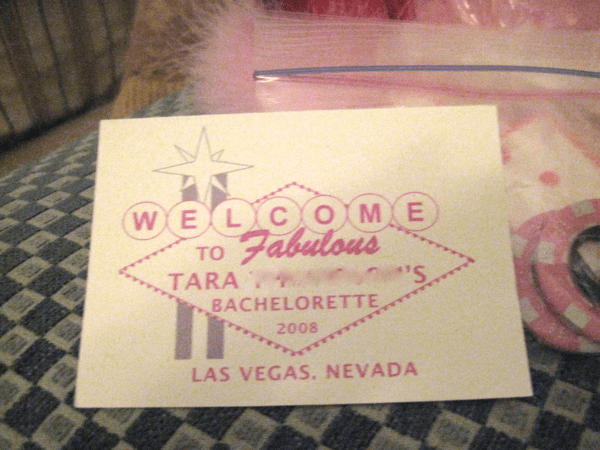 WELCOME
TO Fabulous
TARA 'S
BACHELORETTE
2008
LAS VEGAS, NEVADA